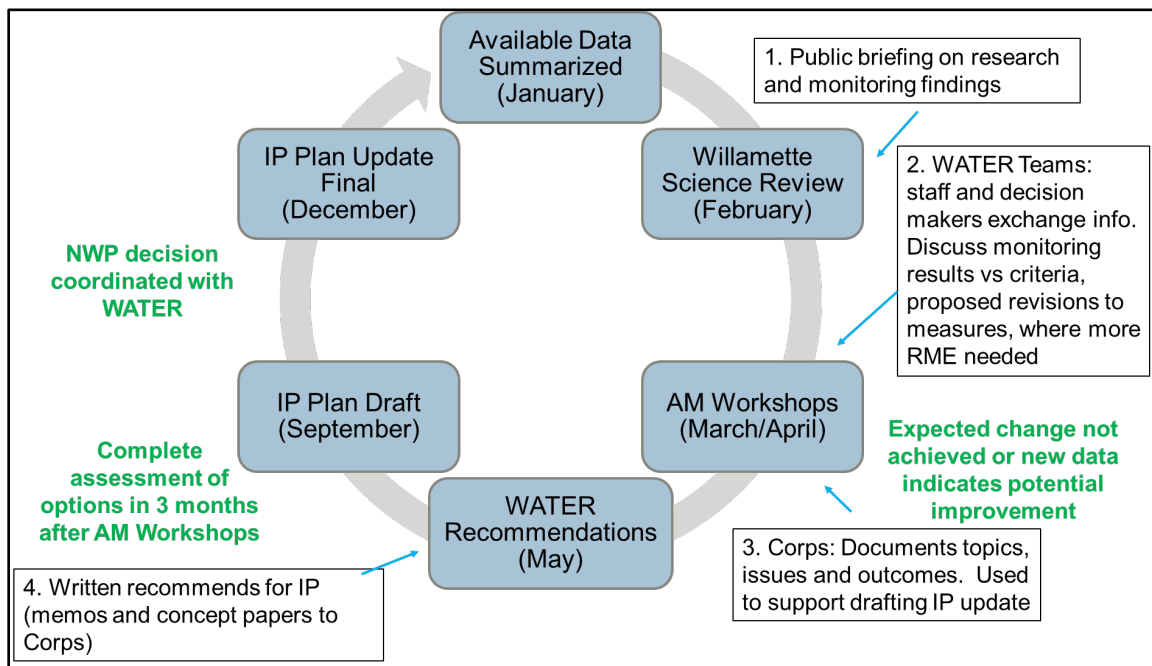 Available Data
Summarized
(January)
1. Public briefing on research
and monitoring findings
Willamette
Science Review
(February)
2. WATER Teams:
staff and decision
makers exchange info.
Discuss monitoring
results vs criteria,
proposed revisions to
measures, where more
RME needed
AM Workshops
(March/April)
Expected change not
achieved or new data
indicates potential
improvement
3. Corps: Documents topics,
issues and outcomes.  Used
to support drafting IP update
WATER
Recommendations
(May)
4. Written recommends for IP
(memos and concept papers to
Corps)
Complete
assessment of
options in 3 months
after AM Workshops
IP Plan Draft
(September)
NWP decision
coordinated with
WATER
IP Plan Update
Final
(December)